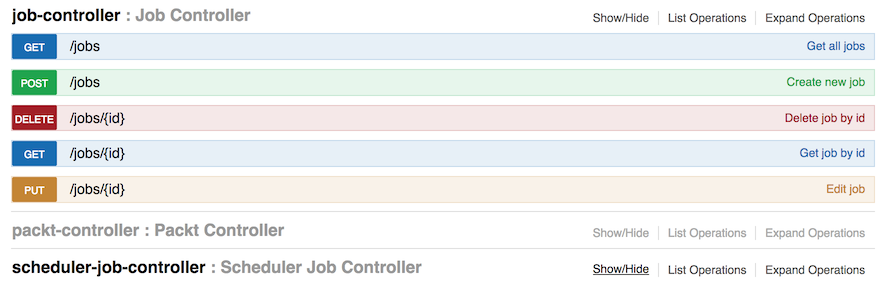 job-controller : Job Controller Show/Hide List Operations Expand Operations
GET /jobs Get all jobs
POST /jobs Create new job
DELETE /jobs/{id} Delete job by id
GET /jobs/{id} Get job by id
PUT /jobs/{id} Edit job
packt-controller : Packt Controller Show/Hide List Operations Expand Operations
scheduler-job-controller : Scheduler Job Controller Show/Hide List Operations Expand Operations